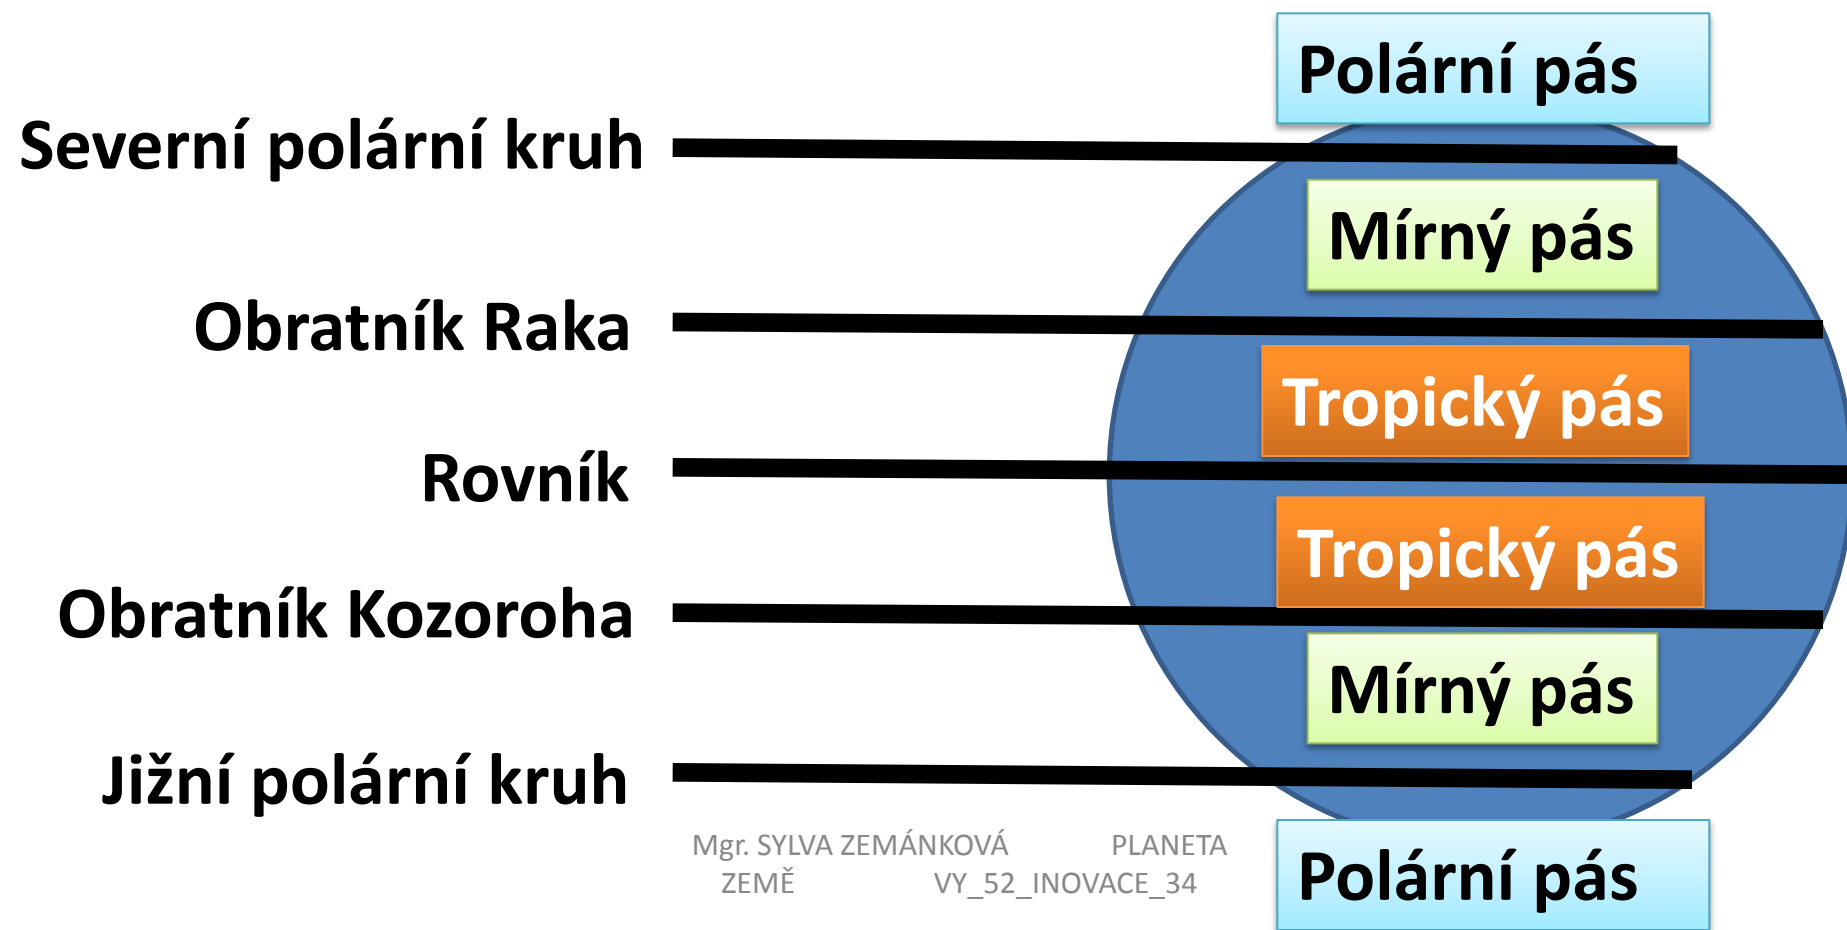 Polární pás
Severní polární kruh
Mírný pás
Obratník Raka
Tropický pás
Rovník
Tropický pás
Obratník Kozoroha
Mírný pás
Jižní polární kruh
Mgr. SYLVA ZEMÁNKOVÁ PLANETA
ZEMĚ VY_52_INOVACE_34
Polární pás